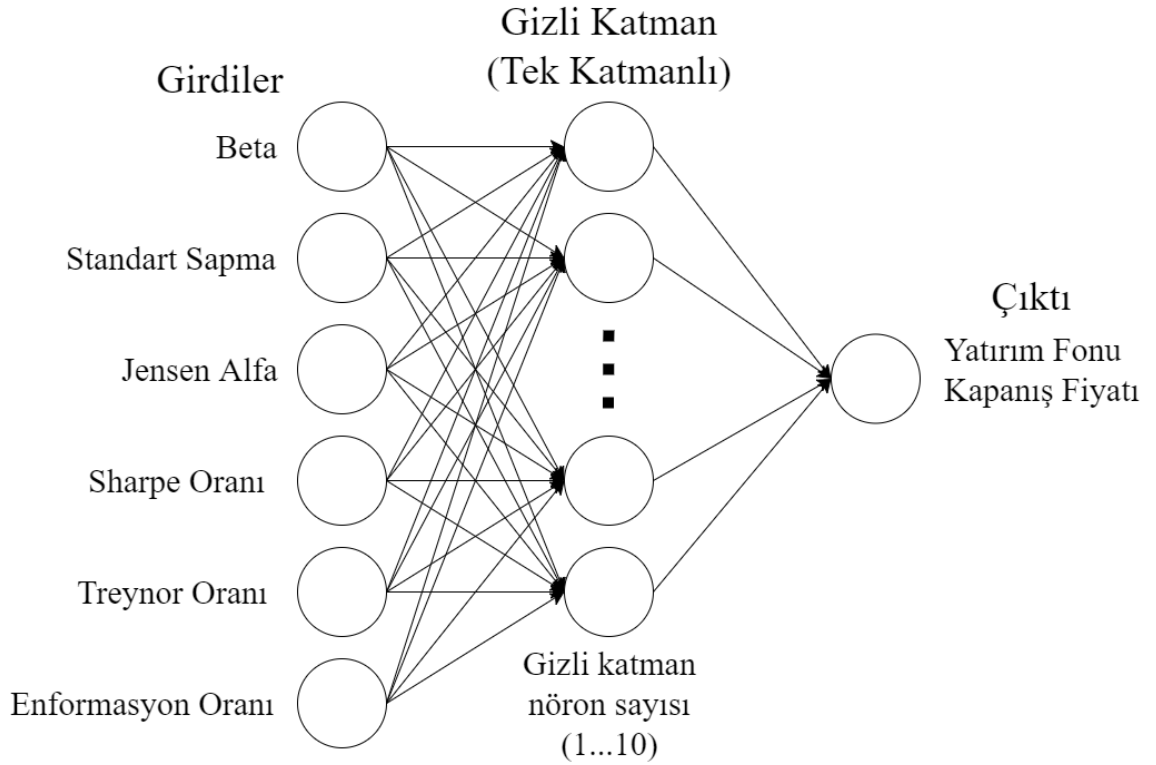 Gizli Katman
(Tek Katmanlı)
Girdiler
Beta
Standart Sapma
Jensen Alfa
Sharpe Oranı
Treynor Oranı
Enformasyon Oranı
Gizli katman
nöron sayısı
(1...10)
Çıktı
Yatırım Fonu
Kapanış Fiyatı